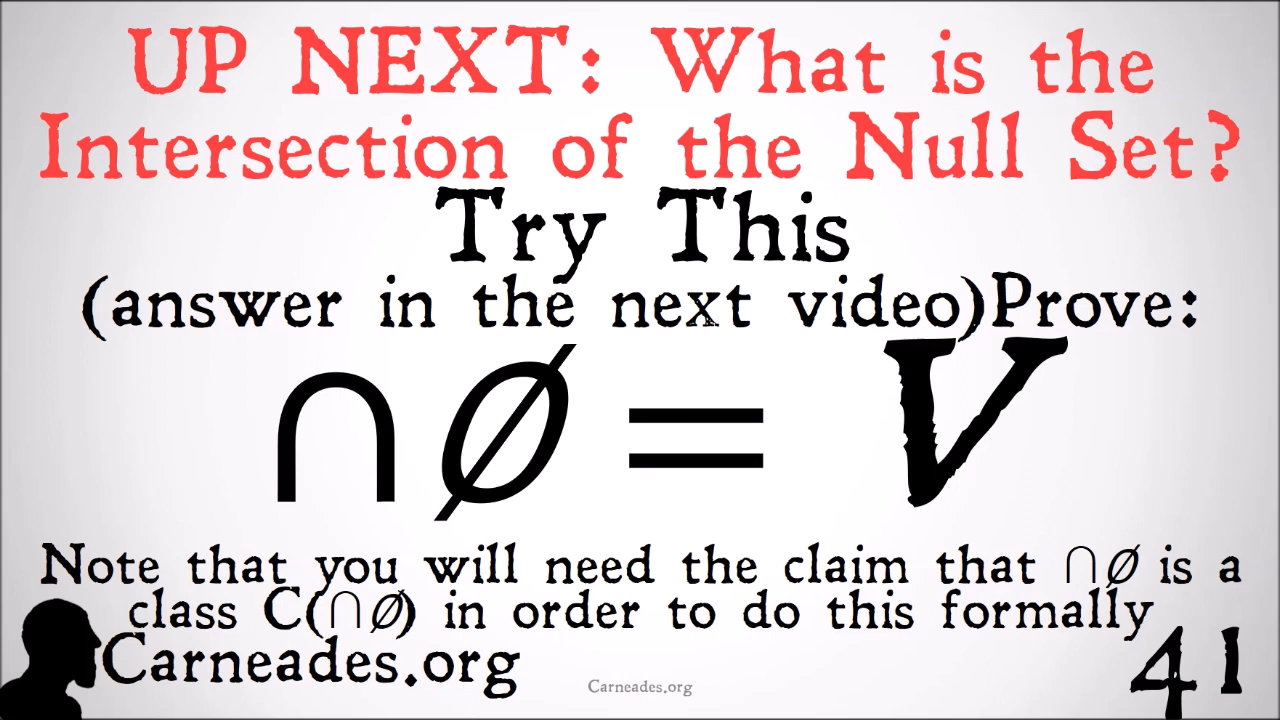 UP NEXT: What is the
Intersection of the Null Set?
Try This
(answer in the next video)Prove:
∩∅ = V
Note that you will need the claim that ∩∅ is a
class C(∩∅) in order to do this formally
Carneades.org
Carneades.org
41